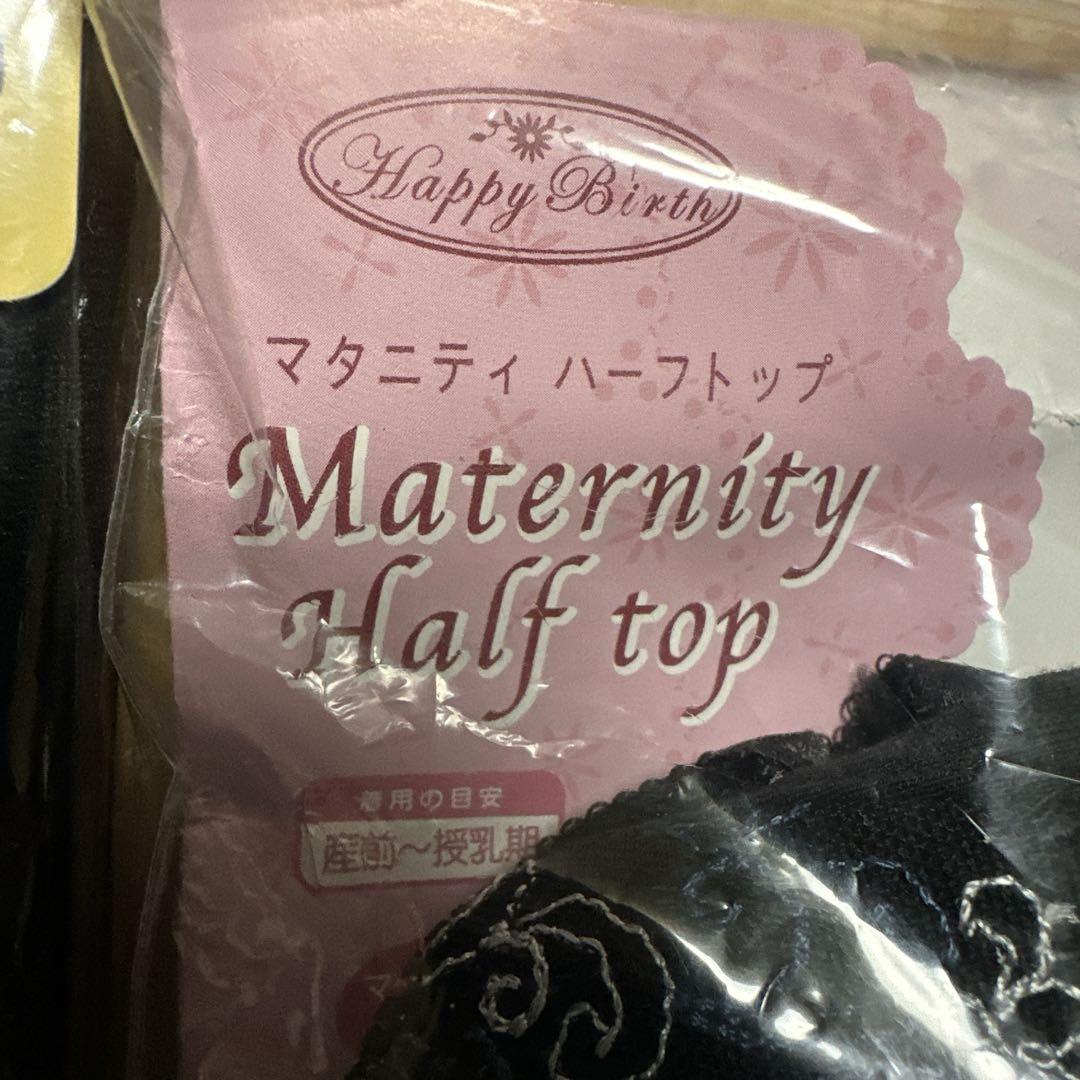 Happy Birth
マタニティ ハーフトップ
Maternity
Half top
着用の目安
産前～授乳期